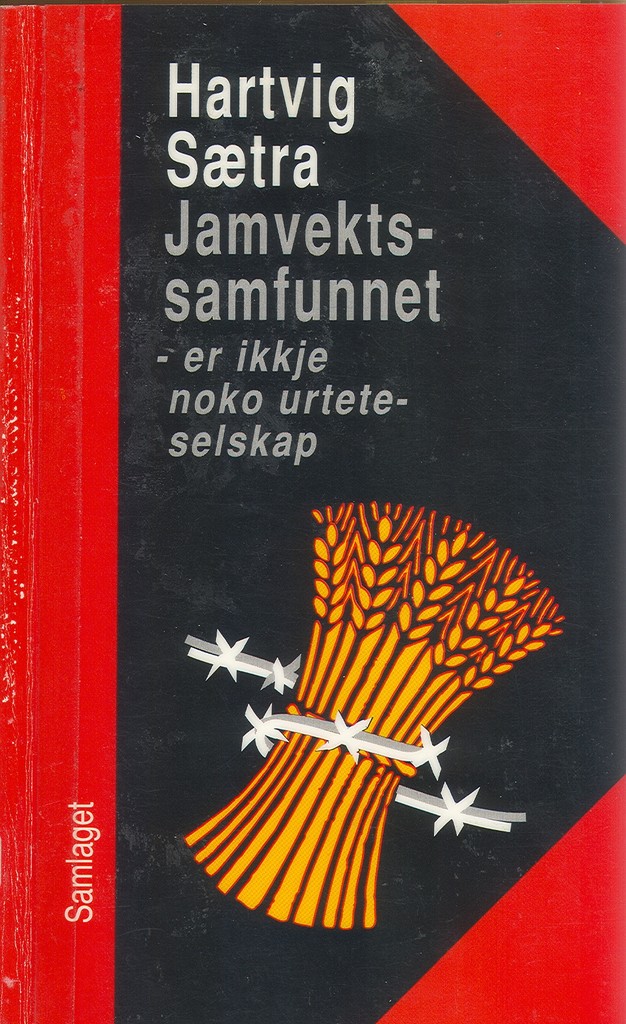 Hartvig
Sætra
Jamvekts-
samfunnet
- er ikkje
noko urtete-
selskap
Samlaget